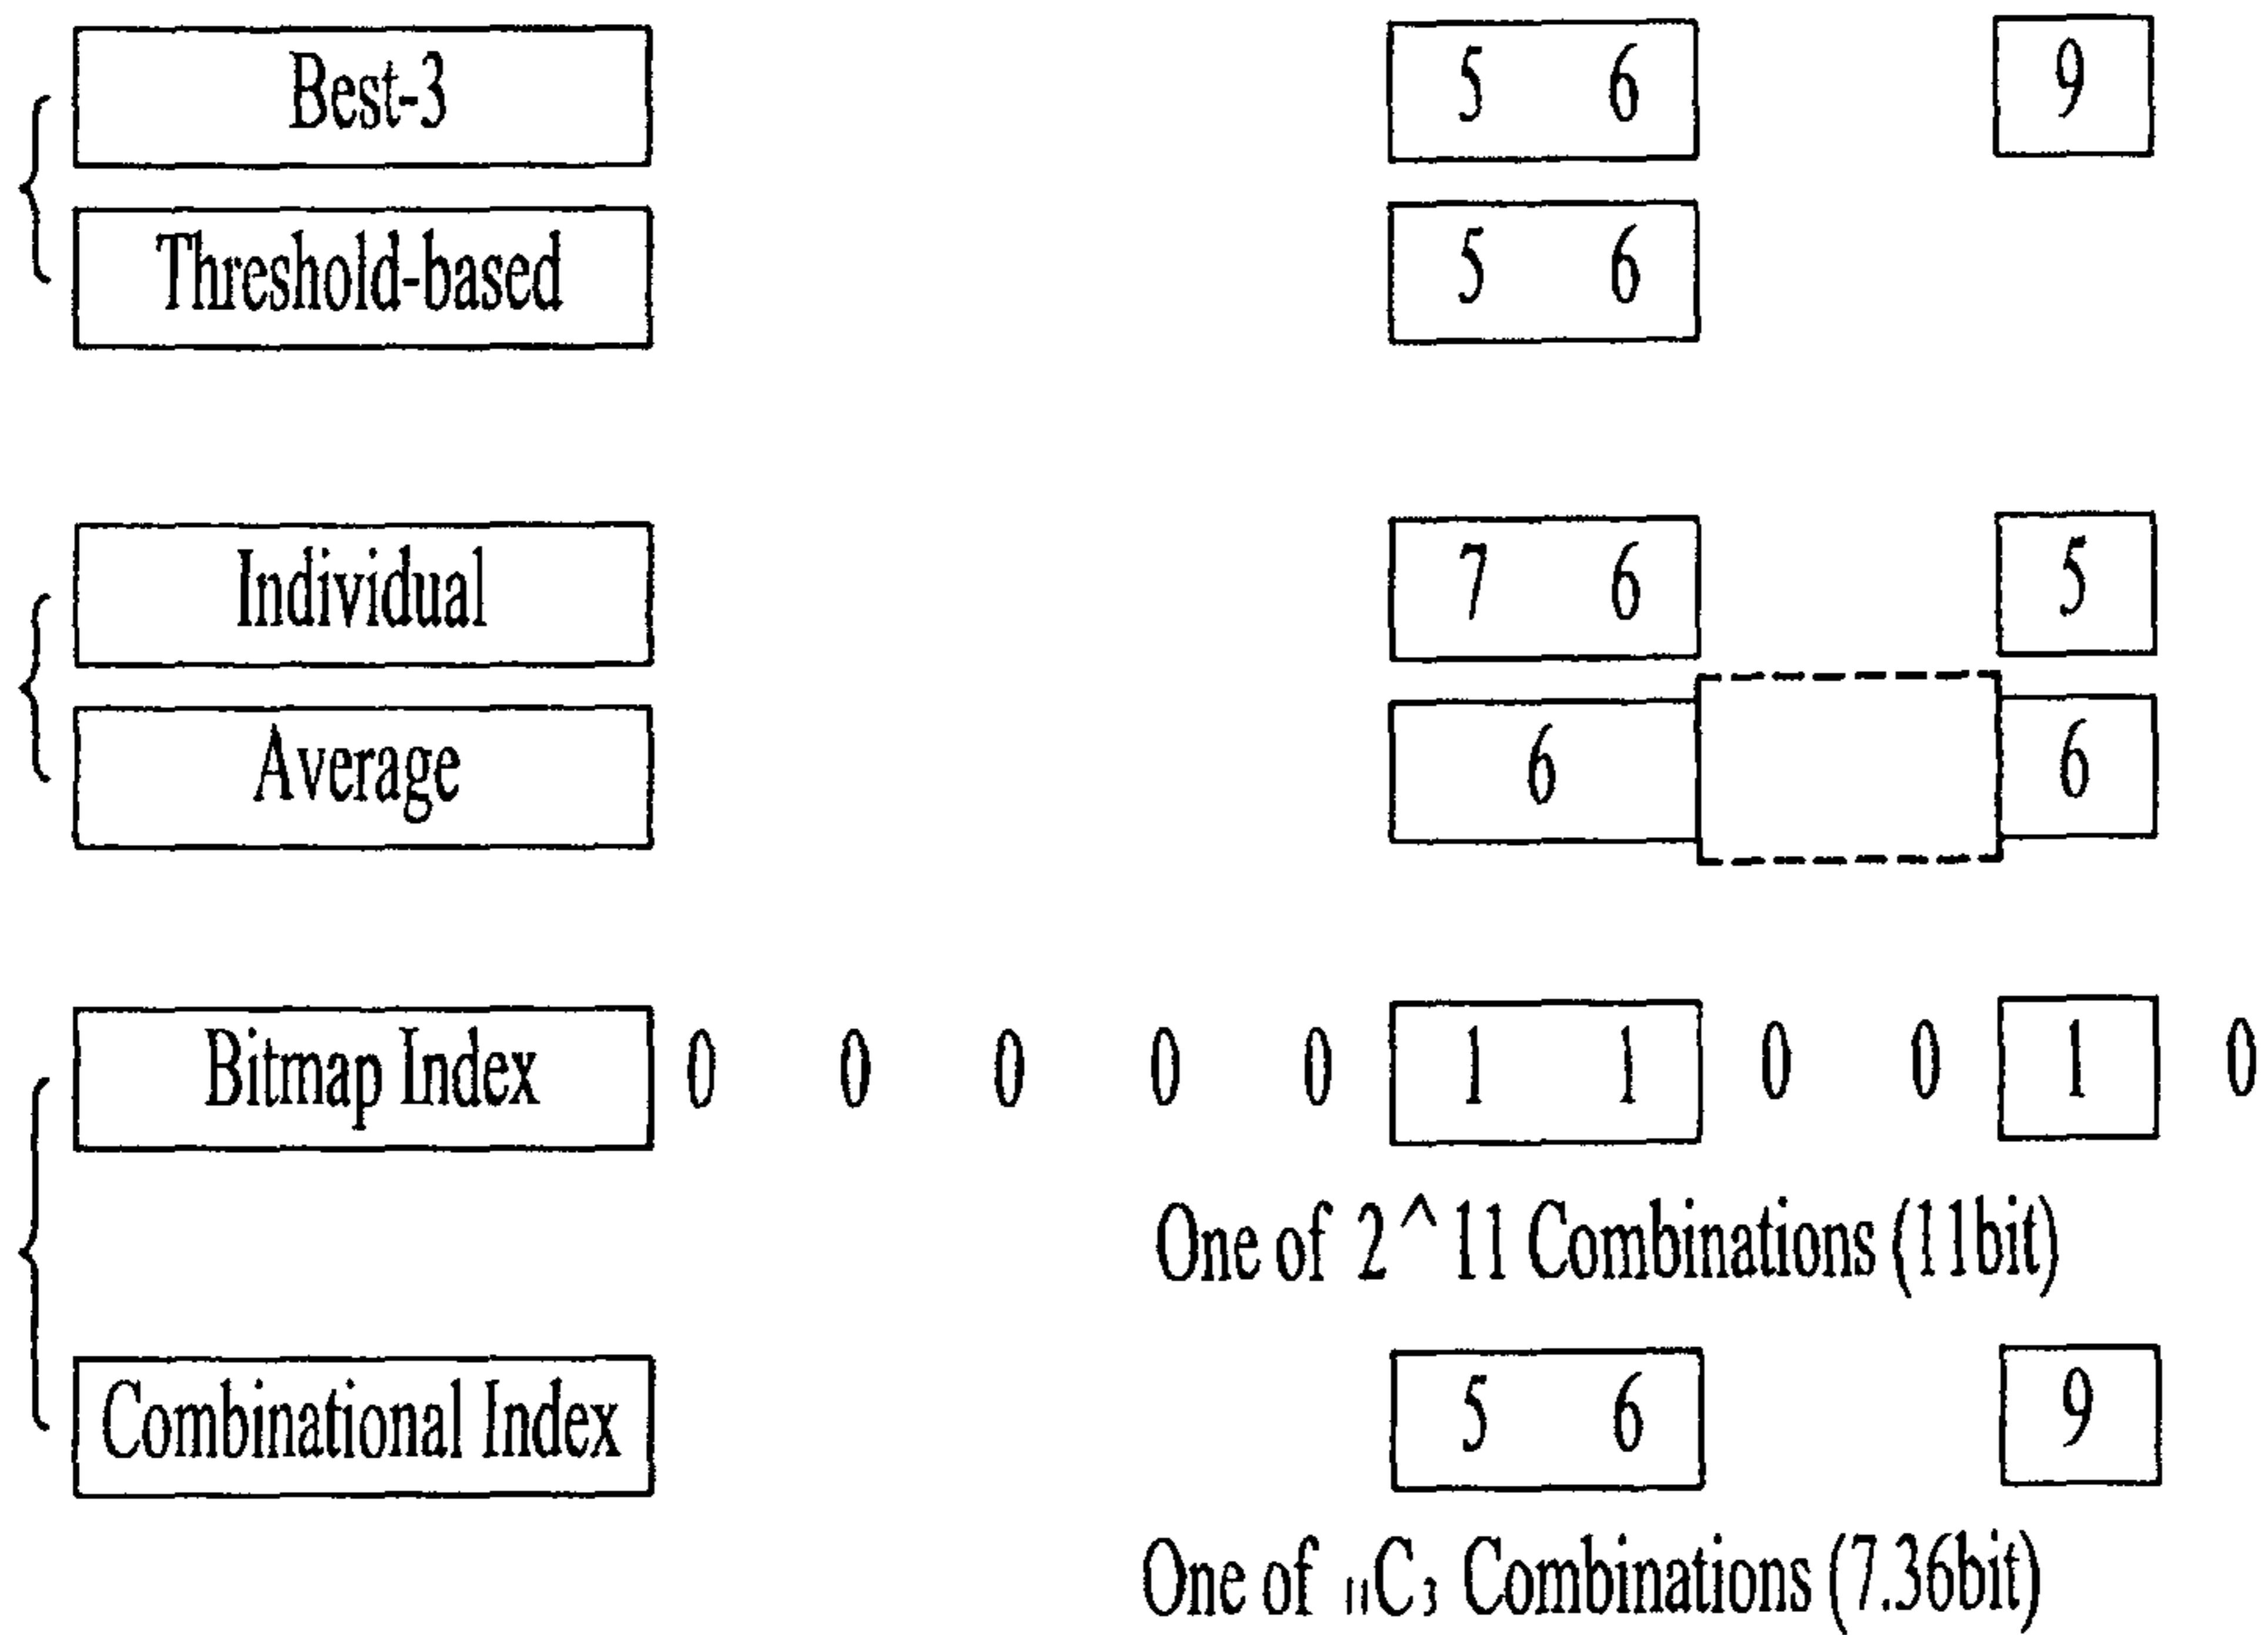 Best-3 5 6 9
Threshold-based 5 6
Individual 7 6 5
Average 6 6
Bitmap Index 0 0 0 0 0 1 1 0 0 1 0
One of 2^11 Combinations (11bit)
Combinational Index 5 6 9
One of ₁₁C₃ Combinations (7.36bit)